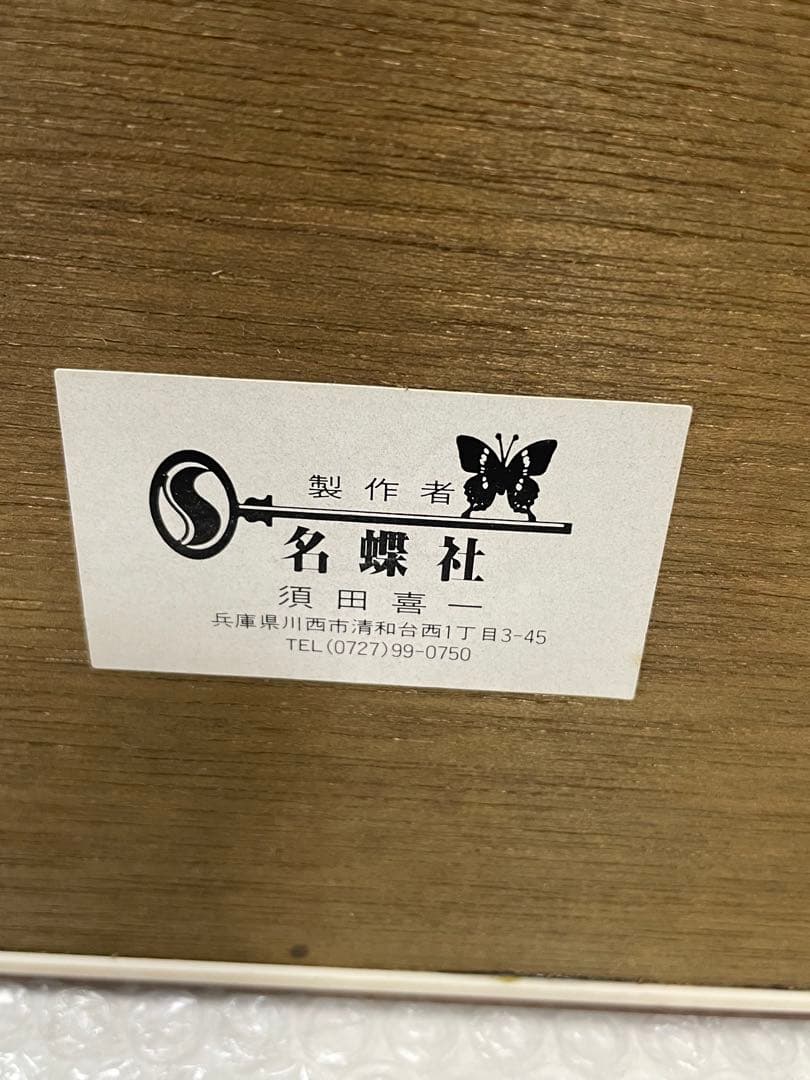 製作者
名蝶社
須田喜一
兵庫県川西市清和台西1丁目3-45
TEL(0727)99-0750